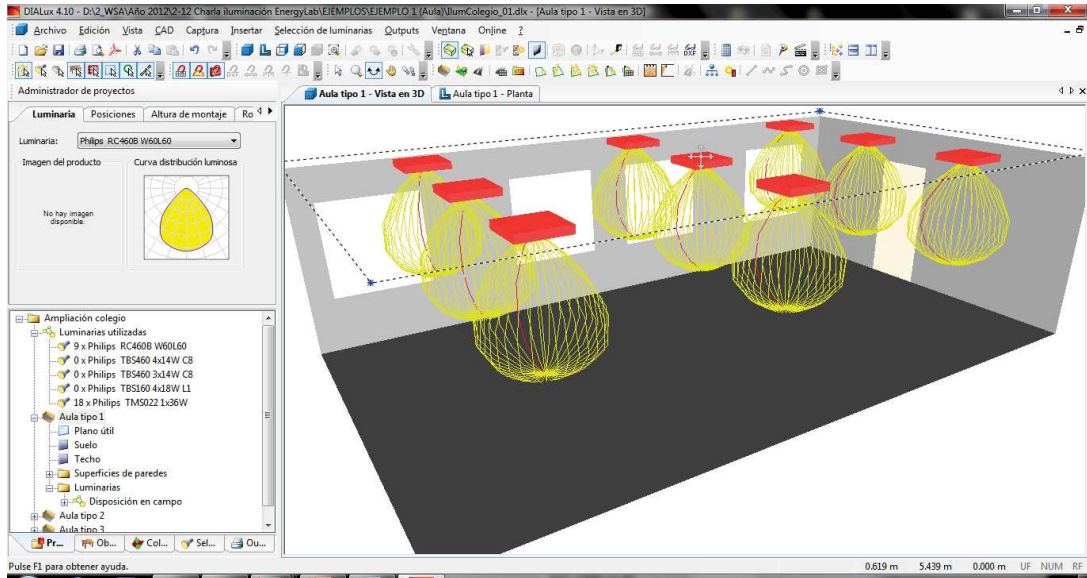 DIALux 4.10 - D:\2_WSA\Año 2012\2-12 Charla iluminación EnergyLab\EJEMPLOS\EJEMPLO 1 (Aula)\IlumColegio_01.dlx - [Aula tipo 1 - Vista en 3D]
Archivo Edición Vista CAD Captura Insertar Selección de luminarias Outputs Ventana Online ?
Administrador de proyectos
Aula tipo 1 - Vista en 3D Aula tipo 1 - Planta
Luminaria Posiciones Altura de montaje Ro
Luminaria: Philips RC460B W60L60
Imagen del producto Curva distribución luminosa
No hay imagen
disponible.
Ampliación colegio
Luminarias utilizadas
9 x Philips RC460B W60L60
0 x Philips TBS460 4x14W C8
0 x Philips TBS460 3x14W C8
0 x Philips TBS160 4x18W L1
18 x Philips TMS022 1x36W
Aula tipo 1
Plano útil
Suelo
Techo
Superficies de paredes
Luminarias
Disposición en campo
Aula tipo 2
Aula tipo 3
Pr... Ob... Col... Sel... Ou...
Pulse F1 para obtener ayuda. 0.619 m 5.439 m 0.000 m UF NUM RF